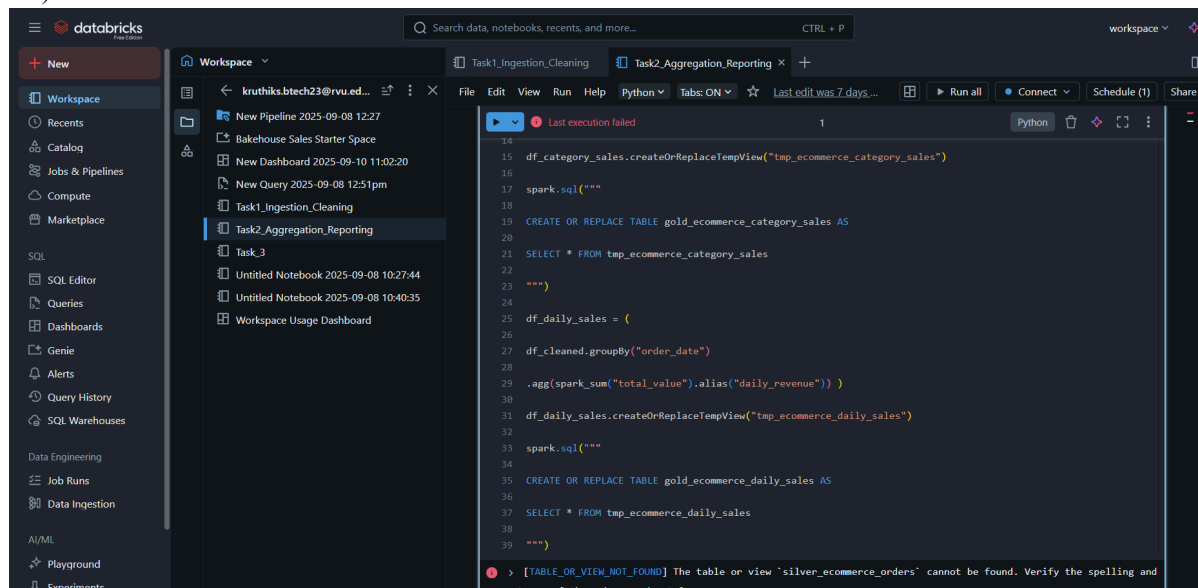 databricks
Free Edition
Search data, notebooks, recents, and more...
CTRL + P
workspace
New
Workspace
Recents
Catalog
Jobs & Pipelines
Compute
Marketplace
SQL
SQL Editor
Queries
Dashboards
Genie
Alerts
Query History
SQL Warehouses
Data Engineering
Job Runs
Data Ingestion
AI/ML
Playground
Experiments
Workspace
kruthiks.btech23@rvu.ed...
New Pipeline 2025-09-08 12:27
Bakehouse Sales Starter Space
New Dashboard 2025-09-10 11:02:20
New Query 2025-09-08 12:51pm
Task1_Ingestion_Cleaning
Task2_Aggregation_Reporting
Task_3
Untitled Notebook 2025-09-08 10:27:44
Untitled Notebook 2025-09-08 10:40:35
Workspace Usage Dashboard
Task1_Ingestion_Cleaning
Task2_Aggregation_Reporting
File Edit View Run Help Python Tabs: ON Last edit was 7 days ... Run all Connect Schedule (1) Share
Last execution failed 1 Python
14
15 df_category_sales.createOrReplaceTempView("tmp_ecommerce_category_sales")
16
17 spark.sql("""
18
19 CREATE OR REPLACE TABLE gold_ecommerce_category_sales AS
20
21 SELECT * FROM tmp_ecommerce_category_sales
22
23 """)
24
25 df_daily_sales = (
26
27 df_cleaned.groupBy("order_date")
28
29 .agg(spark_sum("total_value").alias("daily_revenue")) )
30
31 df_daily_sales.createOrReplaceTempView("tmp_ecommerce_daily_sales")
32
33 spark.sql("""
34
35 CREATE OR REPLACE TABLE gold_ecommerce_daily_sales AS
36
37 SELECT * FROM tmp_ecommerce_daily_sales
38
39 """)
[TABLE_OR_VIEW_NOT_FOUND] The table or view `silver_ecommerce_orders` cannot be found. Verify the spelling and